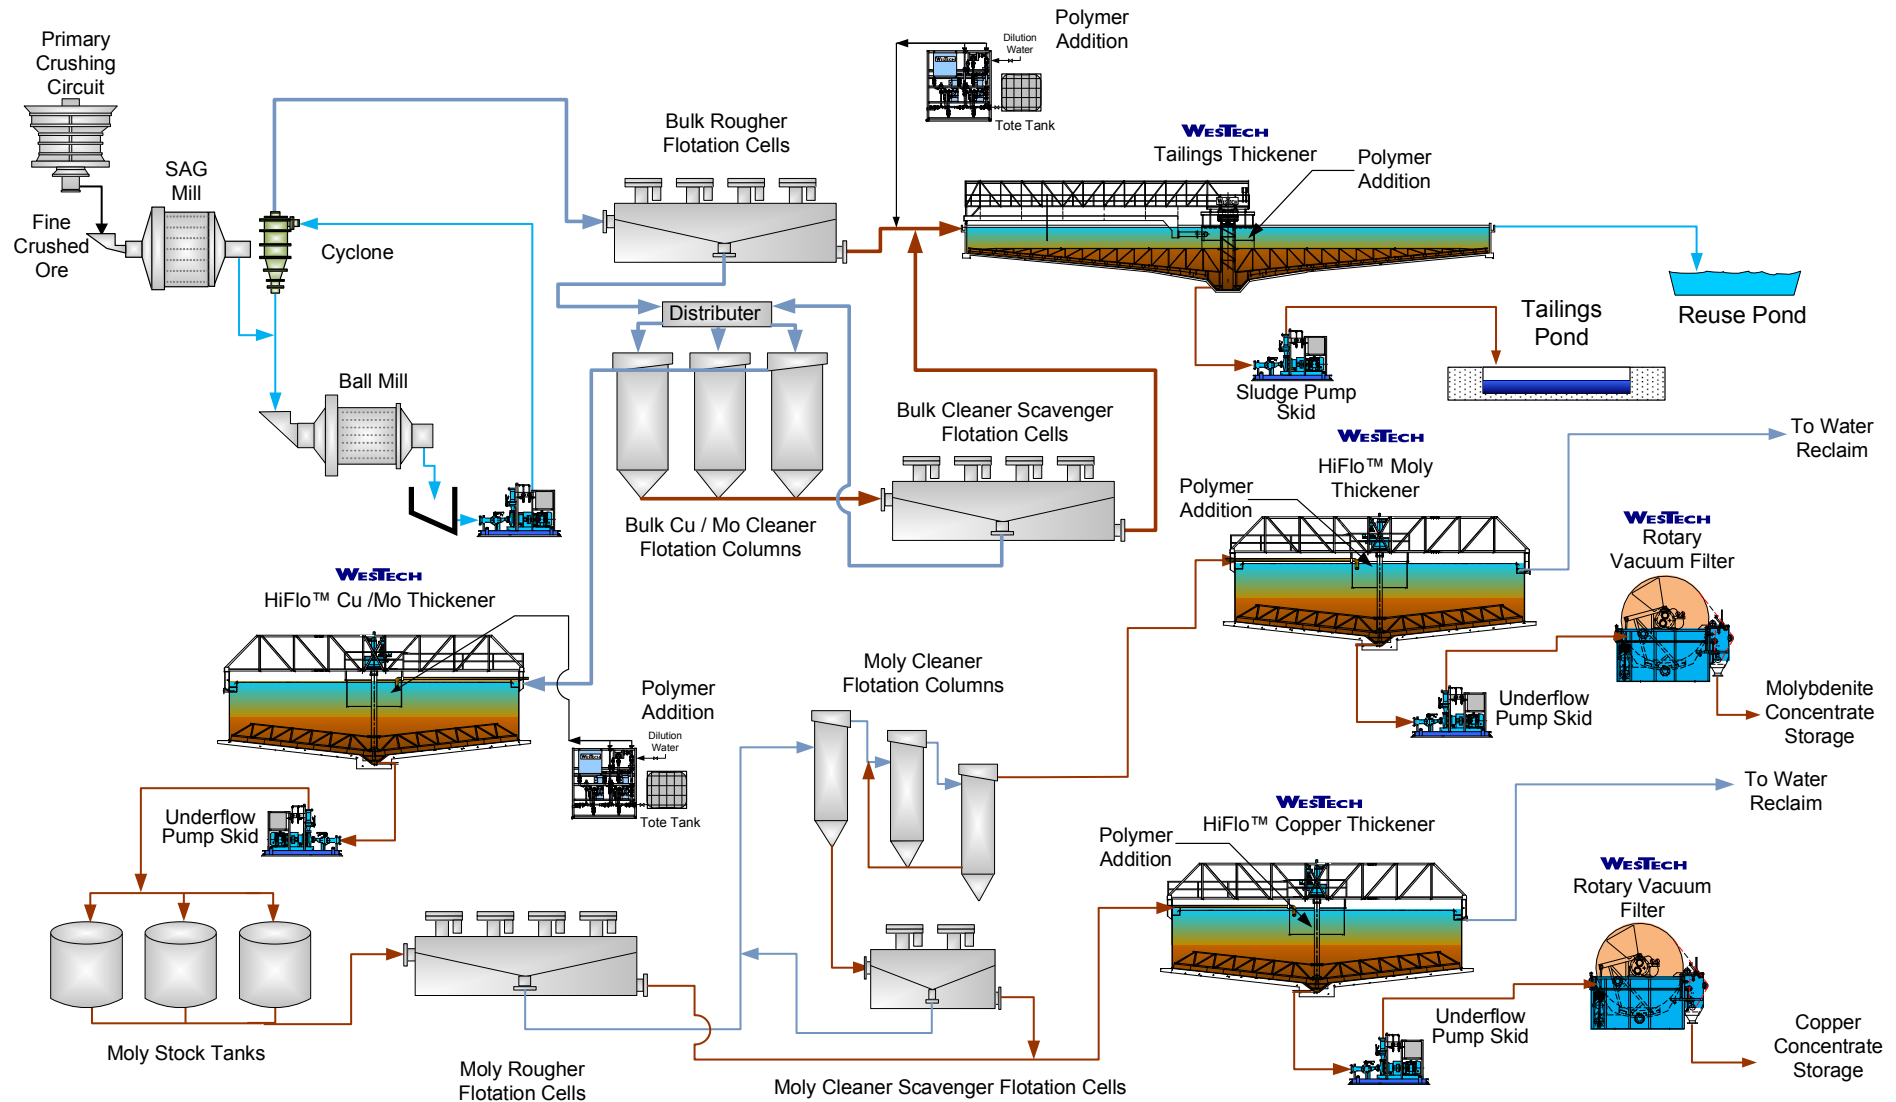 Primary
Crushing
Circuit
Fine
Crushed
Ore
SAG
Mill
Cyclone
Ball Mill
Bulk Rougher
Flotation Cells
Distributer
Bulk Cu / Mo Cleaner
Flotation Columns
Bulk Cleaner Scavenger
Flotation Cells
Polymer
Addition
Dilution
Water
WesTech
Tote Tank
WESTECH
Tailings Thickener
Polymer
Addition
Reuse Pond
Tailings
Pond
Sludge Pump
Skid
WESTECH
HiFlo™ Moly
Thickener
Polymer
Addition
To Water
Reclaim
WESTECH
Rotary
Vacuum Filter
Underflow
Pump Skid
Molybdenite
Concentrate
Storage
WESTECH
HiFlo™ Cu /Mo Thickener
Polymer
Addition
Dilution
Water
WesTech
Tote Tank
Underflow
Pump Skid
Moly Stock Tanks
Moly Rougher
Flotation Cells
Moly Cleaner
Flotation Columns
Moly Cleaner Scavenger Flotation Cells
WESTECH
HiFlo™ Copper Thickener
Polymer
Addition
To Water
Reclaim
WESTECH
Rotary Vacuum
Filter
Underflow
Pump Skid
Copper
Concentrate
Storage